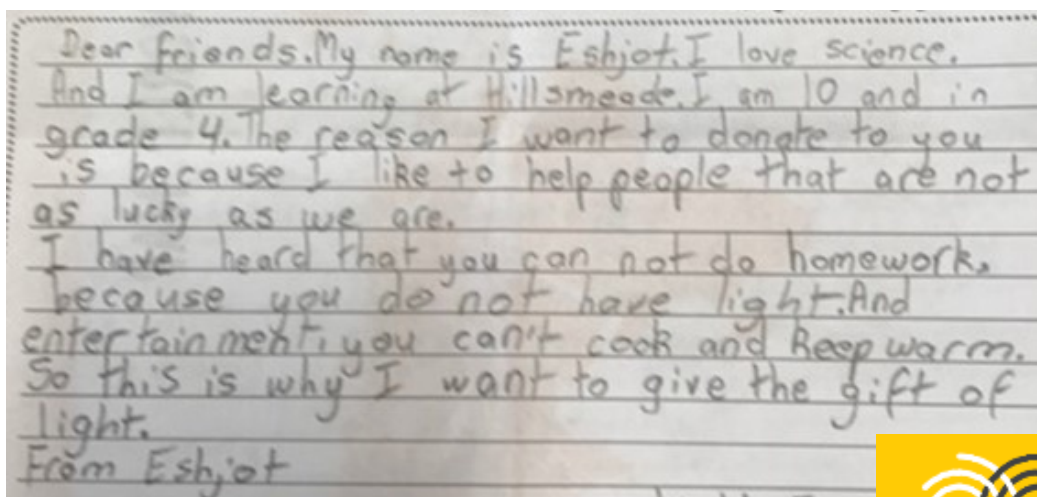 Dear friends. My name is Eshjot. I love science.
And I am learning at Hillsmeade. I am 10 and in
grade 4. The reason I want to donate to you
is because I like to help people that are not
as lucky as we are.
I have heard that you can not do homework,
because you do not have light. And
entertainment, you can't cook and keep warm.
So this is why I want to give the gift of
light.
From Eshjot